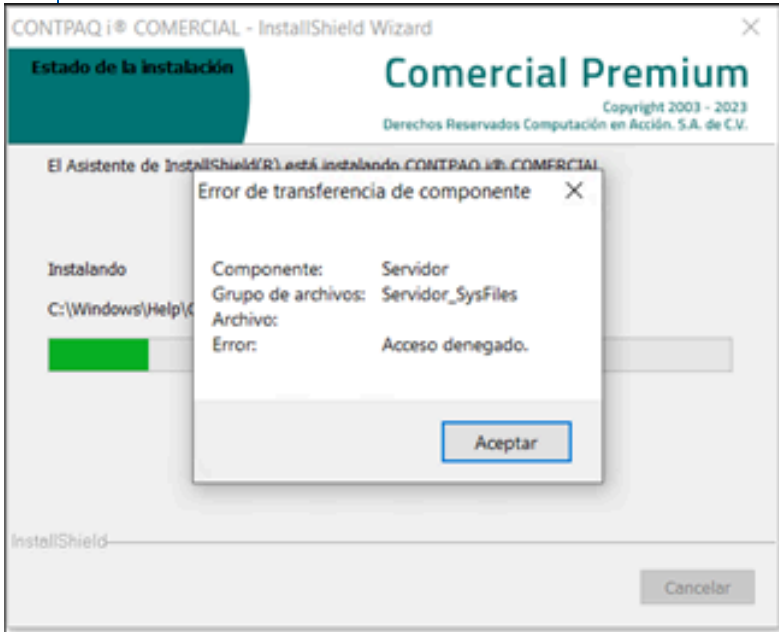 CONTPAQ i® COMERCIAL - InstallShield Wizard
Estado de la instalación
Comercial Premium
Copyright 2003 - 2023
Derechos Reservados Computación en Acción. S.A. de C.V.
El Asistente de InstallShield(R) está instalando CONTPAQ i® COMERCIAL
Error de transferencia de componente
Instalando
C:\Windows\Help\
Componente: Servidor
Grupo de archivos: Servidor_SysFiles
Archivo:
Error: Acceso denegado.
Aceptar
InstallShield
Cancelar